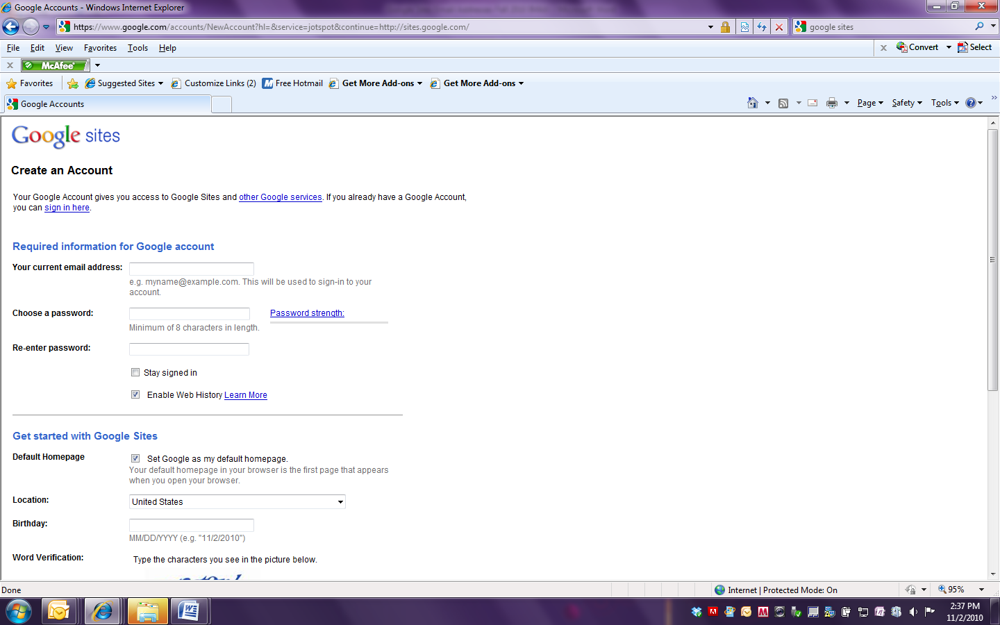 Google Accounts - Windows Internet Explorer
https://www.google.com/accounts/NewAccount?hl=&service=jotspot&continue=http://sites.google.com/
google sites
File Edit View Favorites Tools Help
x Convert Select
x McAfee
Favorites Suggested Sites Customize Links (2) Free Hotmail Get More Add-ons Get More Add-ons
Google Accounts
Page Safety Tools
Google sites
Create an Account
Your Google Account gives you access to Google Sites and other Google services. If you already have a Google Account,
you can sign in here.
Required information for Google account
Your current email address:
e.g. myname@example.com. This will be used to sign-in to your
account.
Choose a password: Password strength:
Minimum of 8 characters in length.
Re-enter password:
Stay signed in
Enable Web History Learn More
Get started with Google Sites
Default Homepage Set Google as my default homepage.
Your default homepage in your browser is the first page that appears
when you open your browser.
Location: United States
Birthday:
MM/DD/YYYY (e.g. "11/2/2010")
Word Verification: Type the characters you see in the picture below.
Done Internet | Protected Mode: On 95%
2:37 PM
11/2/2010